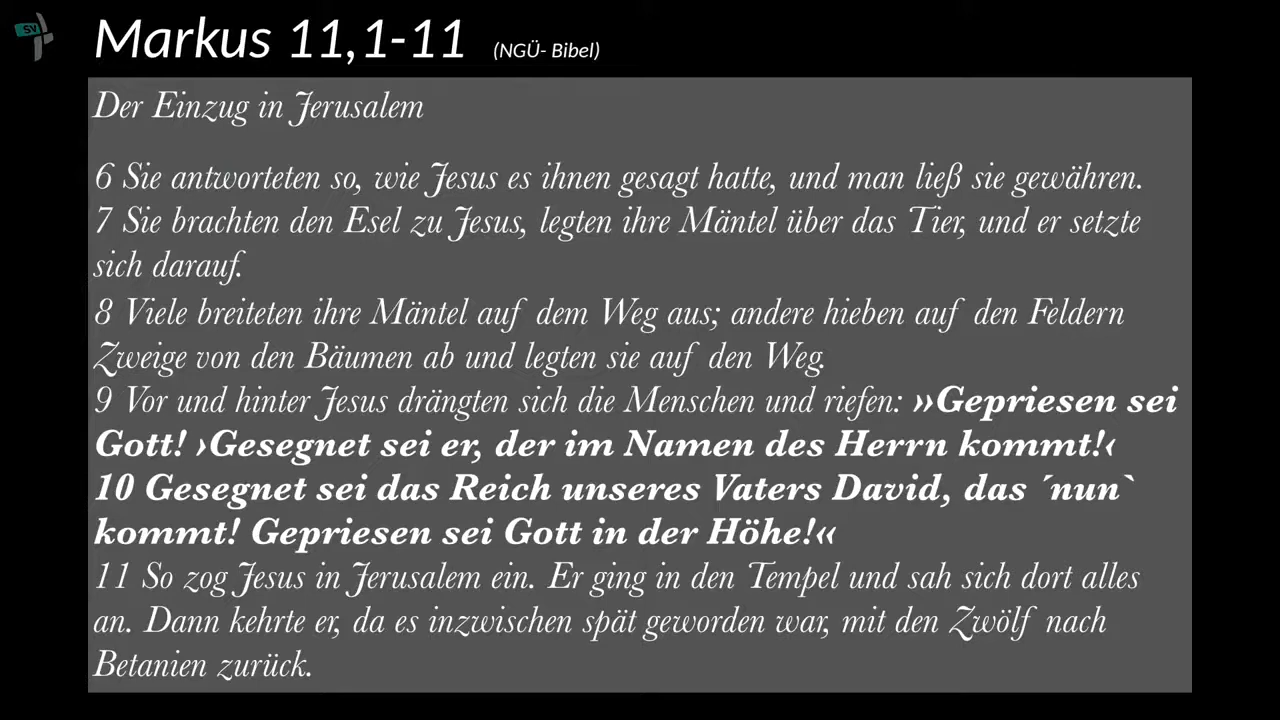 SV
Markus 11,1-11 (NGÜ- Bibel)
Der Einzug in Jerusalem
6 Sie antworteten so, wie Jesus es ihnen gesagt hatte, und man ließ sie gewähren.
7 Sie brachten den Esel zu Jesus, legten ihre Mäntel über das Tier, und er setzte
sich darauf.
8 Viele breiteten ihre Mäntel auf dem Weg aus; andere hieben auf den Feldern
Zweige von den Bäumen ab und legten sie auf den Weg.
9 Vor und hinter Jesus drängten sich die Menschen und riefen: »Gepriesen sei
Gott! ›Gesegnet sei er, der im Namen des Herrn kommt!‹
10 Gesegnet sei das Reich unseres Vaters David, das ´nun`
kommt! Gepriesen sei Gott in der Höhe!«
11 So zog Jesus in Jerusalem ein. Er ging in den Tempel und sah sich dort alles
an. Dann kehrte er, da es inzwischen spät geworden war, mit den Zwölf nach
Betanien zurück.